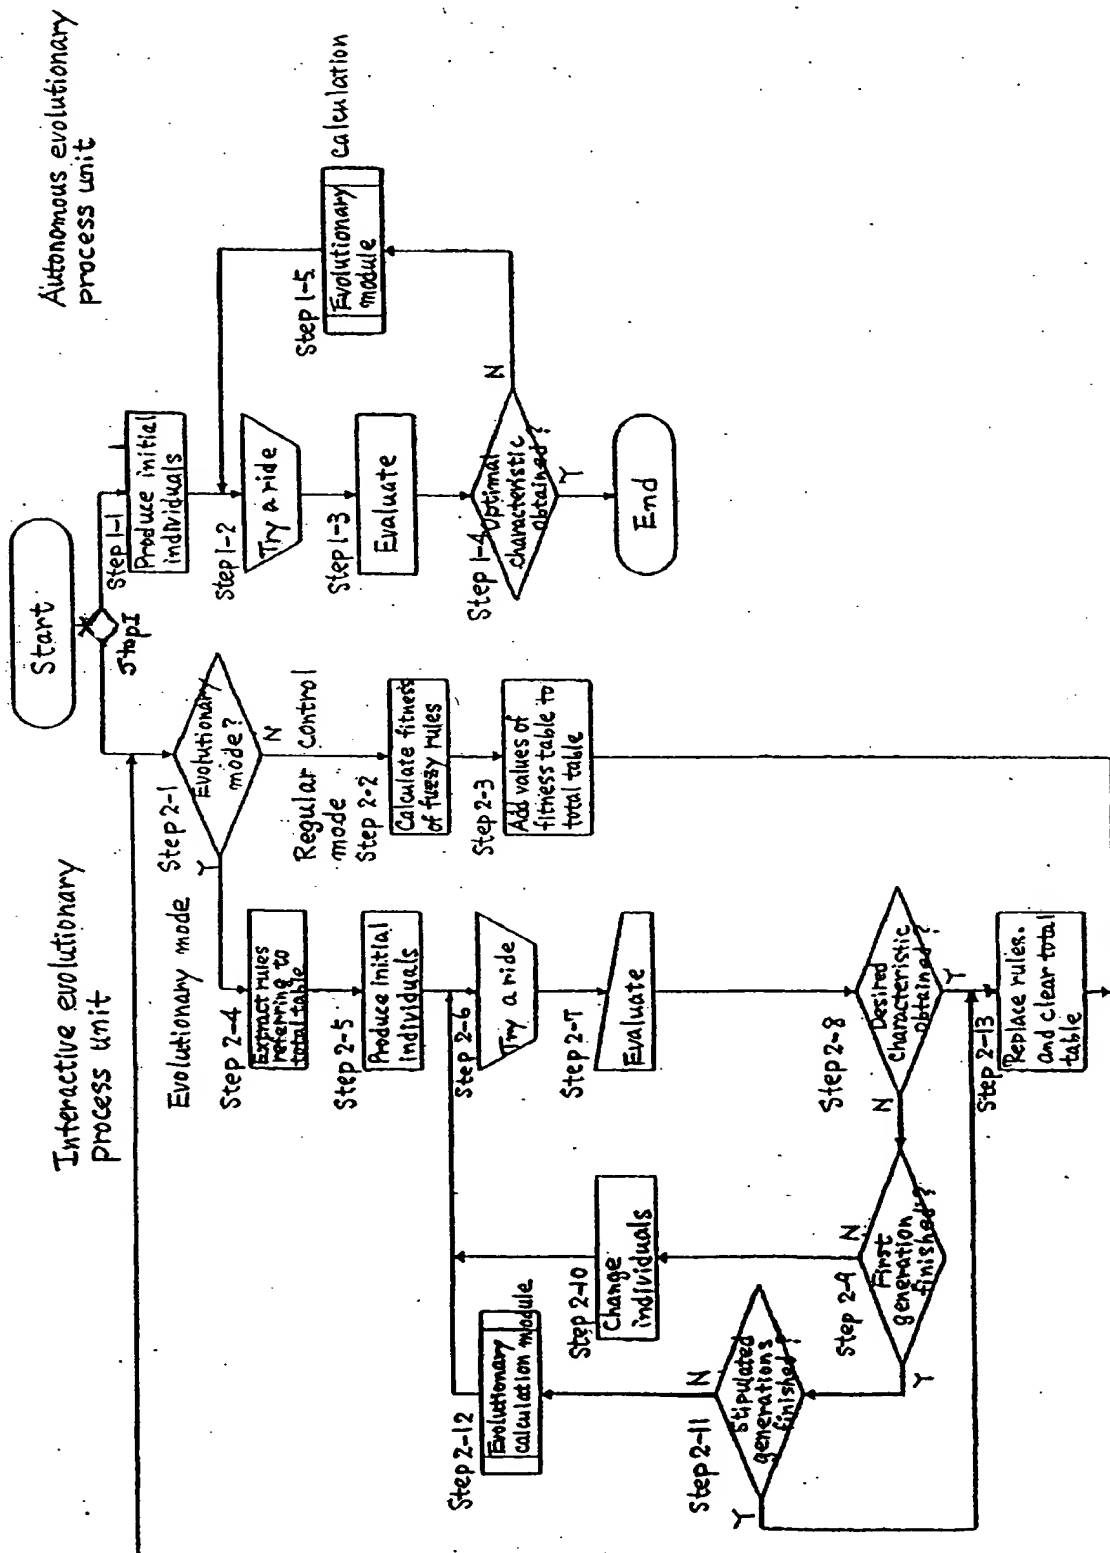 Interactive evolutionary
process unit
Autonomous evolutionary
process unit
Start
Step I
Step 1-1
Produce initial
individuals
Step 1-2
Try a ride
Step 1-3
Evaluate
Step 1-4
Optimal
characteristic
obtained?
N
Y
Step 1-5
Evolutionary
module
calculation
End
Step 2-1
Evolutionary
mode?
Y
N
Evolutionary mode
Regular control
mode
Step 2-2
Calculate fitness
of fuzzy rules
Step 2-3
Add values of
fitness table to
total table
Step 2-4
Extract rules
referring to
total table
Step 2-5
Produce initial
individuals
Step 2-6
Try a ride
Step 2-7
Evaluate
Step 2-8
Desired
characteristic
obtained?
N
Y
Step 2-9
First
generation
finished?
N
Y
Step 2-10
Change
individuals
Step 2-11
Stipulated
generations
finished?
N
Y
Step 2-12
Evolutionary
calculation module
Step 2-13
Replace rules.
and clear total
table